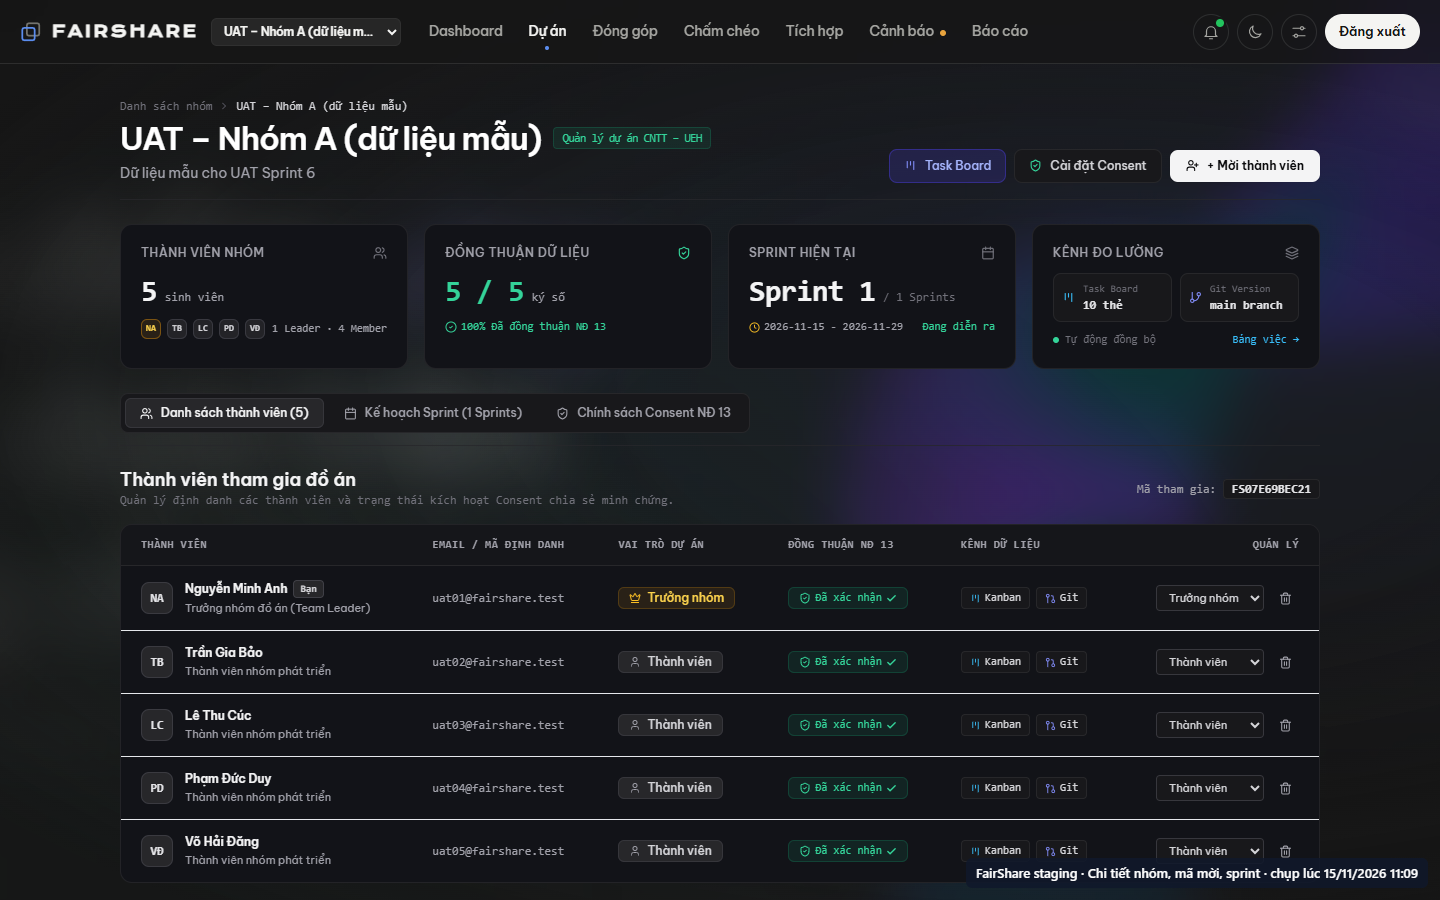 FAIRSHARE UAT – Nhóm A (dữ liệu m... Dashboard Dự án Đóng góp Chấm chéo Tích hợp Cảnh báo Báo cáo Đăng xuất
Danh sách nhóm > UAT – Nhóm A (dữ liệu mẫu)
UAT – Nhóm A (dữ liệu mẫu) Quản lý dự án CNTT – UEH
Dữ liệu mẫu cho UAT Sprint 6
Task Board Cài đặt Consent + Mời thành viên
THÀNH VIÊN NHÓM
5 sinh viên
NA TB LC PD VĐ 1 Leader · 4 Member
ĐỒNG THUẬN DỮ LIỆU
5 / 5 ký số
100% Đã đồng thuận NĐ 13
SPRINT HIỆN TẠI
Sprint 1 / 1 Sprints
2026-11-15 - 2026-11-29 Đang diễn ra
KÊNH ĐO LƯỜNG
Task Board
10 thẻ
Git Version
main branch
Tự động đồng bộ Bảng việc →
Danh sách thành viên (5) Kế hoạch Sprint (1 Sprints) Chính sách Consent NĐ 13
Thành viên tham gia đồ án
Quản lý định danh các thành viên và trạng thái kích hoạt Consent chia sẻ minh chứng.
Mã tham gia: FS07E69BEC21
THÀNH VIÊN EMAIL / MÃ ĐỊNH DANH VAI TRÒ DỰ ÁN ĐỒNG THUẬN NĐ 13 KÊNH DỮ LIỆU QUẢN LÝ
NA Nguyễn Minh Anh Bạn
Trưởng nhóm đồ án (Team Leader)
uat01@fairshare.test Trưởng nhóm Đã xác nhận ✓ Kanban Git Trưởng nhóm
TB Trần Gia Bảo
Thành viên nhóm phát triển
uat02@fairshare.test Thành viên Đã xác nhận ✓ Kanban Git Thành viên
LC Lê Thu Cúc
Thành viên nhóm phát triển
uat03@fairshare.test Thành viên Đã xác nhận ✓ Kanban Git Thành viên
PD Phạm Đức Duy
Thành viên nhóm phát triển
uat04@fairshare.test Thành viên Đã xác nhận ✓ Kanban Git Thành viên
VĐ Võ Hải Đăng
Thành viên nhóm phát triển
uat05@fairshare.test Thành viên Đã xác nhận ✓ Kanban Git Thành viên
FairShare staging · Chi tiết nhóm, mã mời, sprint · chụp lúc 15/11/2026 11:09